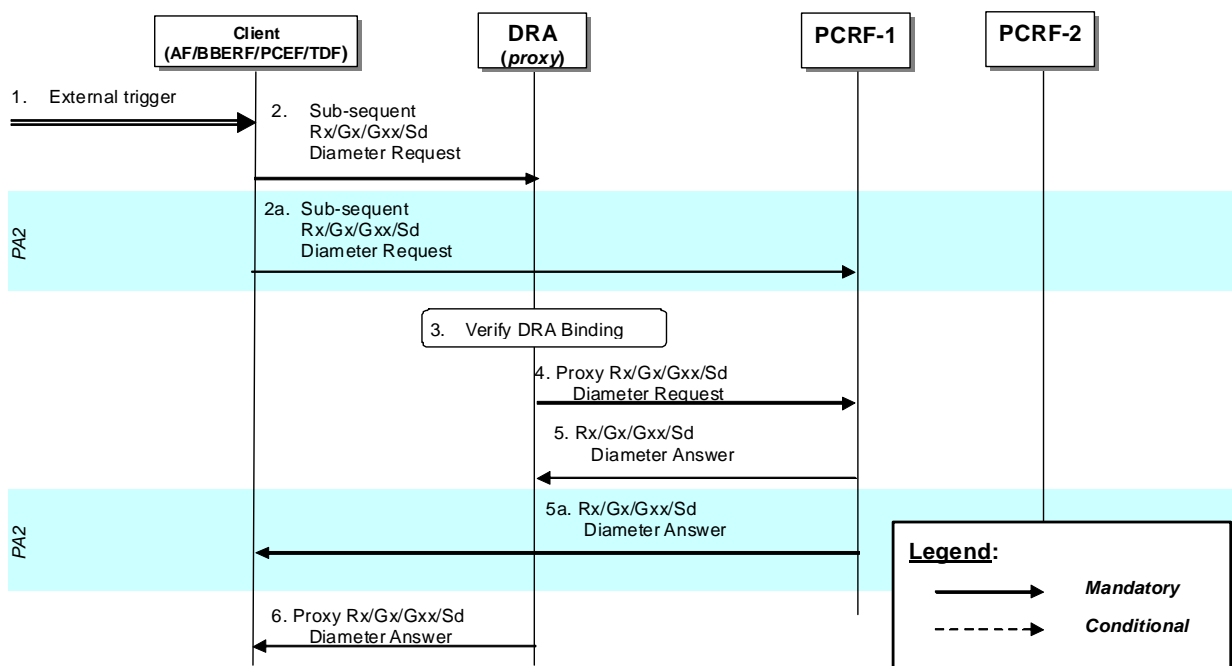 Client
(AF/BBERF/PCEF/TDF)
DRA
(proxy)
PCRF-1
PCRF-2
1. External trigger
2. Sub-sequent
Rx/Gx/Gxx/Sd
Diameter Request
PA2
2a. Sub-sequent
Rx/Gx/Gxx/Sd
Diameter Request
3. Verify DRA Binding
4. Proxy Rx/Gx/Gxx/Sd
Diameter Request
5. Rx/Gx/Gxx/Sd
Diameter Answer
PA2
5a. Rx/Gx/Gxx/Sd
Diameter Answer
6. Proxy Rx/Gx/Gxx/Sd
Diameter Answer
Legend:
Mandatory
Conditional